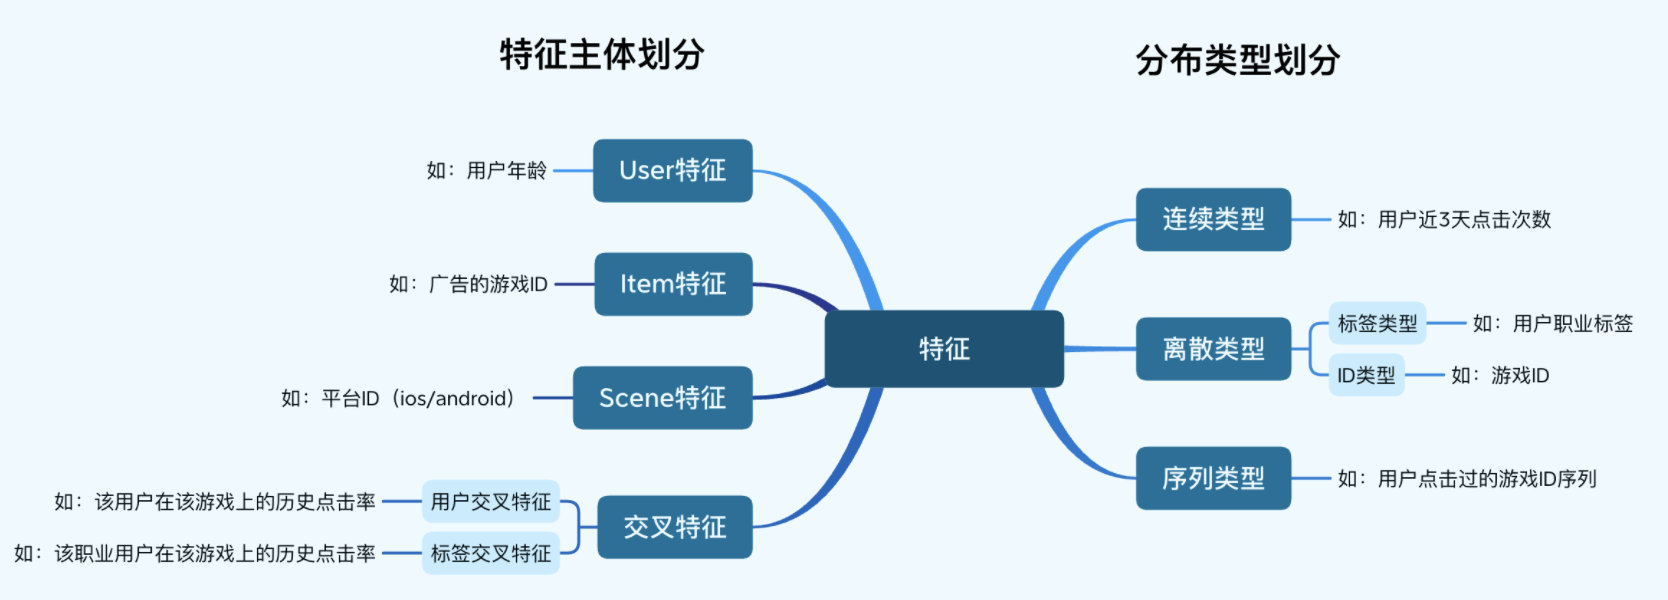 特征主体划分
分布类型划分
如：用户年龄
User特征
如：广告的游戏ID
Item特征
如：平台ID（ios/android）
Scene特征
如：该用户在该游戏上的历史点击率
用户交叉特征
如：该职业用户在该游戏上的历史点击率
标签交叉特征
交叉特征
特征
连续类型
如：用户近3天点击次数
离散类型
标签类型
如：用户职业标签
ID类型
如：游戏ID
序列类型
如：用户点击过的游戏ID序列